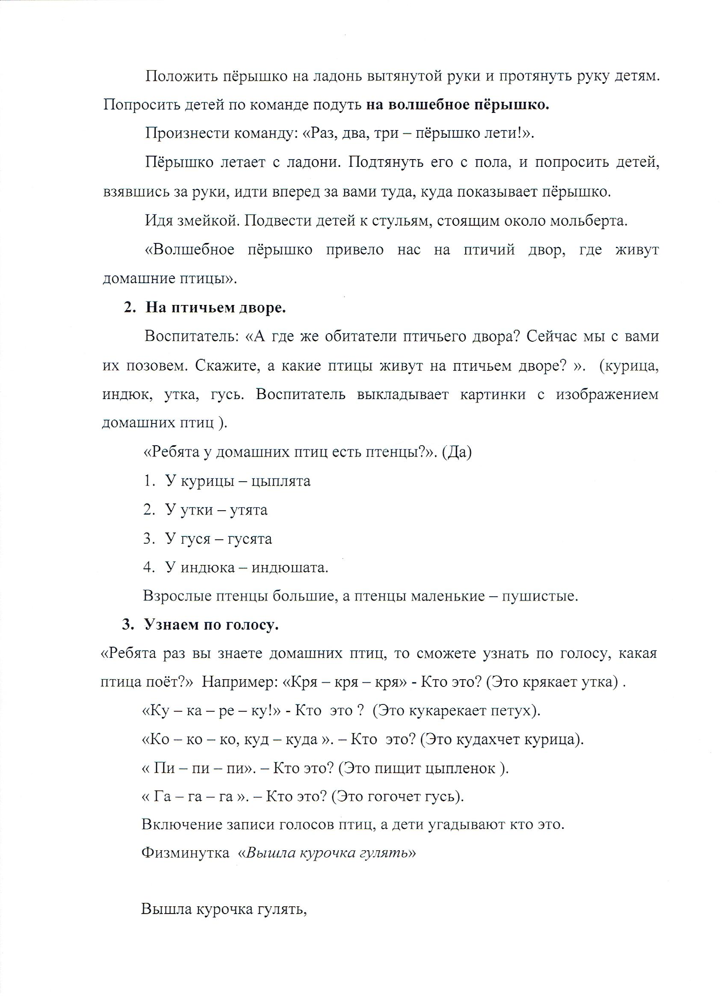 Положить пёрышко на ладонь вытянутой руки и протянуть руку детям.
Попросить детей по команде подуть на волшебное пёрышко.
Произнести команду: «Раз, два, три – пёрышко лети!».
Пёрышко летает с ладони. Подтянуть его с пола, и попросить детей,
взявшись за руки, идти вперед за вами туда, куда показывает пёрышко.
Идя змейкой. Подвести детей к стульям, стоящим около мольберта.
«Волшебное пёрышко привело нас на птичий двор, где живут
домашние птицы».
2. На птичьем дворе.
Воспитатель: «А где же обитатели птичьего двора? Сейчас мы с вами
их позовем. Скажите, а какие птицы живут на птичьем дворе? ». (курица,
индюк, утка, гусь. Воспитатель выкладывает картинки с изображением
домашних птиц ).
«Ребята у домашних птиц есть птенцы?». (Да)
1. У курицы – цыплята
2. У утки – утята
3. У гуся – гусята
4. У индюка – индюшата.
Взрослые птенцы большие, а птенцы маленькие – пушистые.
3. Узнаем по голосу.
«Ребята раз вы знаете домашних птиц, то сможете узнать по голосу, какая
птица поёт?» Например: «Кря – кря – кря» - Кто это? (Это крякает утка) .
«Ку – ка – ре – ку!» - Кто это ? (Это кукарекает петух).
«Ко – ко – ко, куд – куда ». – Кто это? (Это кудахчет курица).
« Пи – пи – пи». – Кто это? (Это пищит цыпленок ).
« Га – га – га ». – Кто это? (Это гогочет гусь).
Включение записи голосов птиц, а дети угадывают кто это.
Физминутка «Вышла курочка гулять»
Вышла курочка гулять,